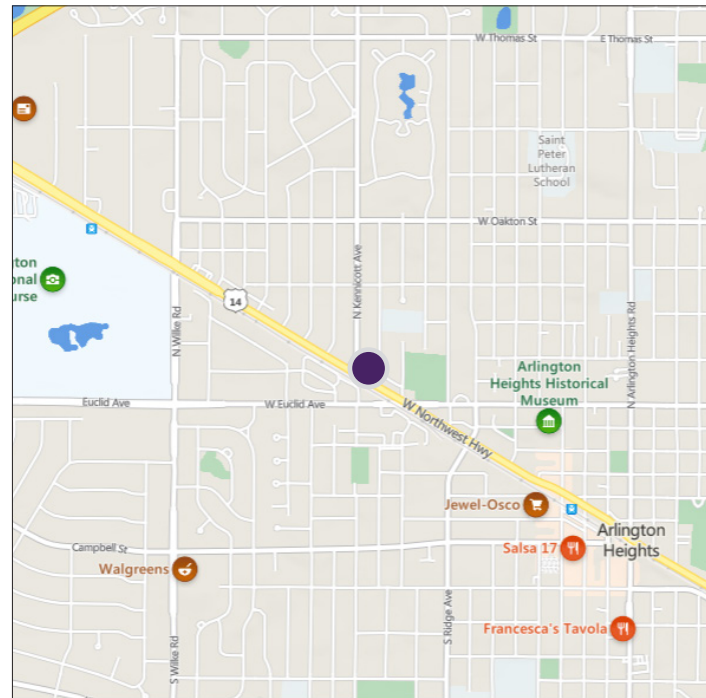 W Thomas St
E Thomas St
Saint
Peter
Lutheran
School
W Oakton St
N Kennicott Ave
ton
onal
urse
14
N Wilke Rd
N Arlington Heights Rd
Arlington
Heights Historical
Museum
Euclid Ave
W Euclid Ave
W Northwest Hwy
Jewel-Osco
Arlington
Heights
Campbell St
Salsa 17
Walgreens
S Ridge Ave
Francesca's Tavola
S Wilke Rd